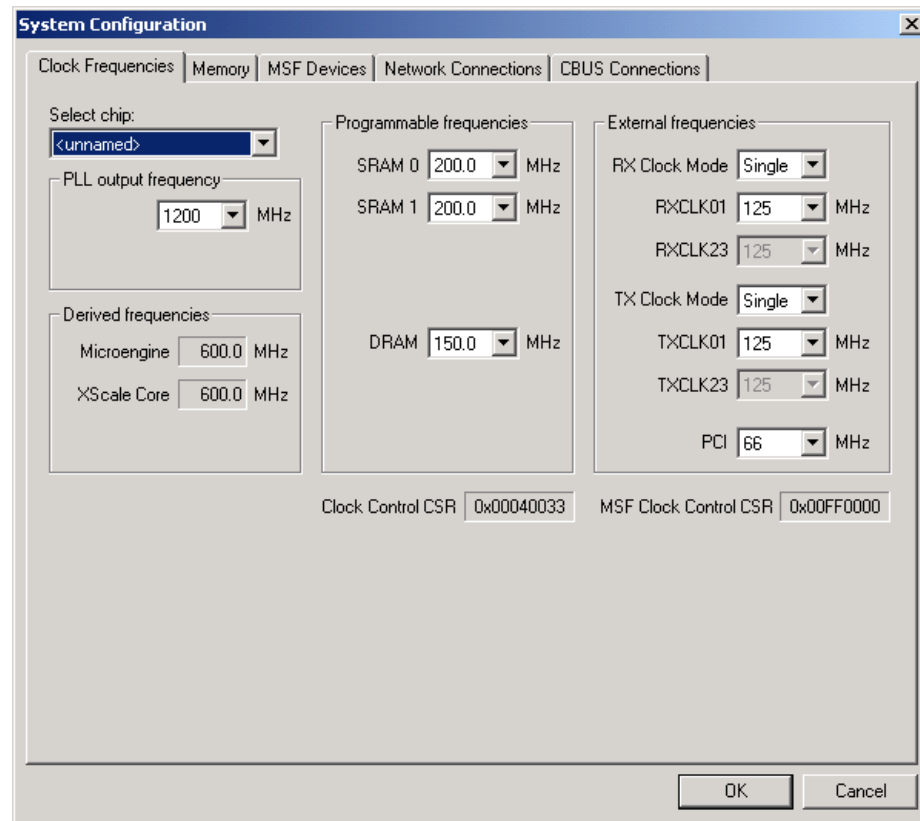 System Configuration
Clock Frequencies Memory MSF Devices Network Connections CBUS Connections
Select chip:
<unnamed>
PLL output frequency
1200 MHz
Derived frequencies
Microengine 600.0 MHz
XScale Core 600.0 MHz
Programmable frequencies
SRAM 0 200.0 MHz
SRAM 1 200.0 MHz
DRAM 150.0 MHz
Clock Control CSR 0x00040033
External frequencies
RX Clock Mode Single
RXCLK01 125 MHz
RXCLK23 125 MHz
TX Clock Mode Single
TXCLK01 125 MHz
TXCLK23 125 MHz
PCI 66 MHz
MSF Clock Control CSR 0x00FF0000
OK Cancel